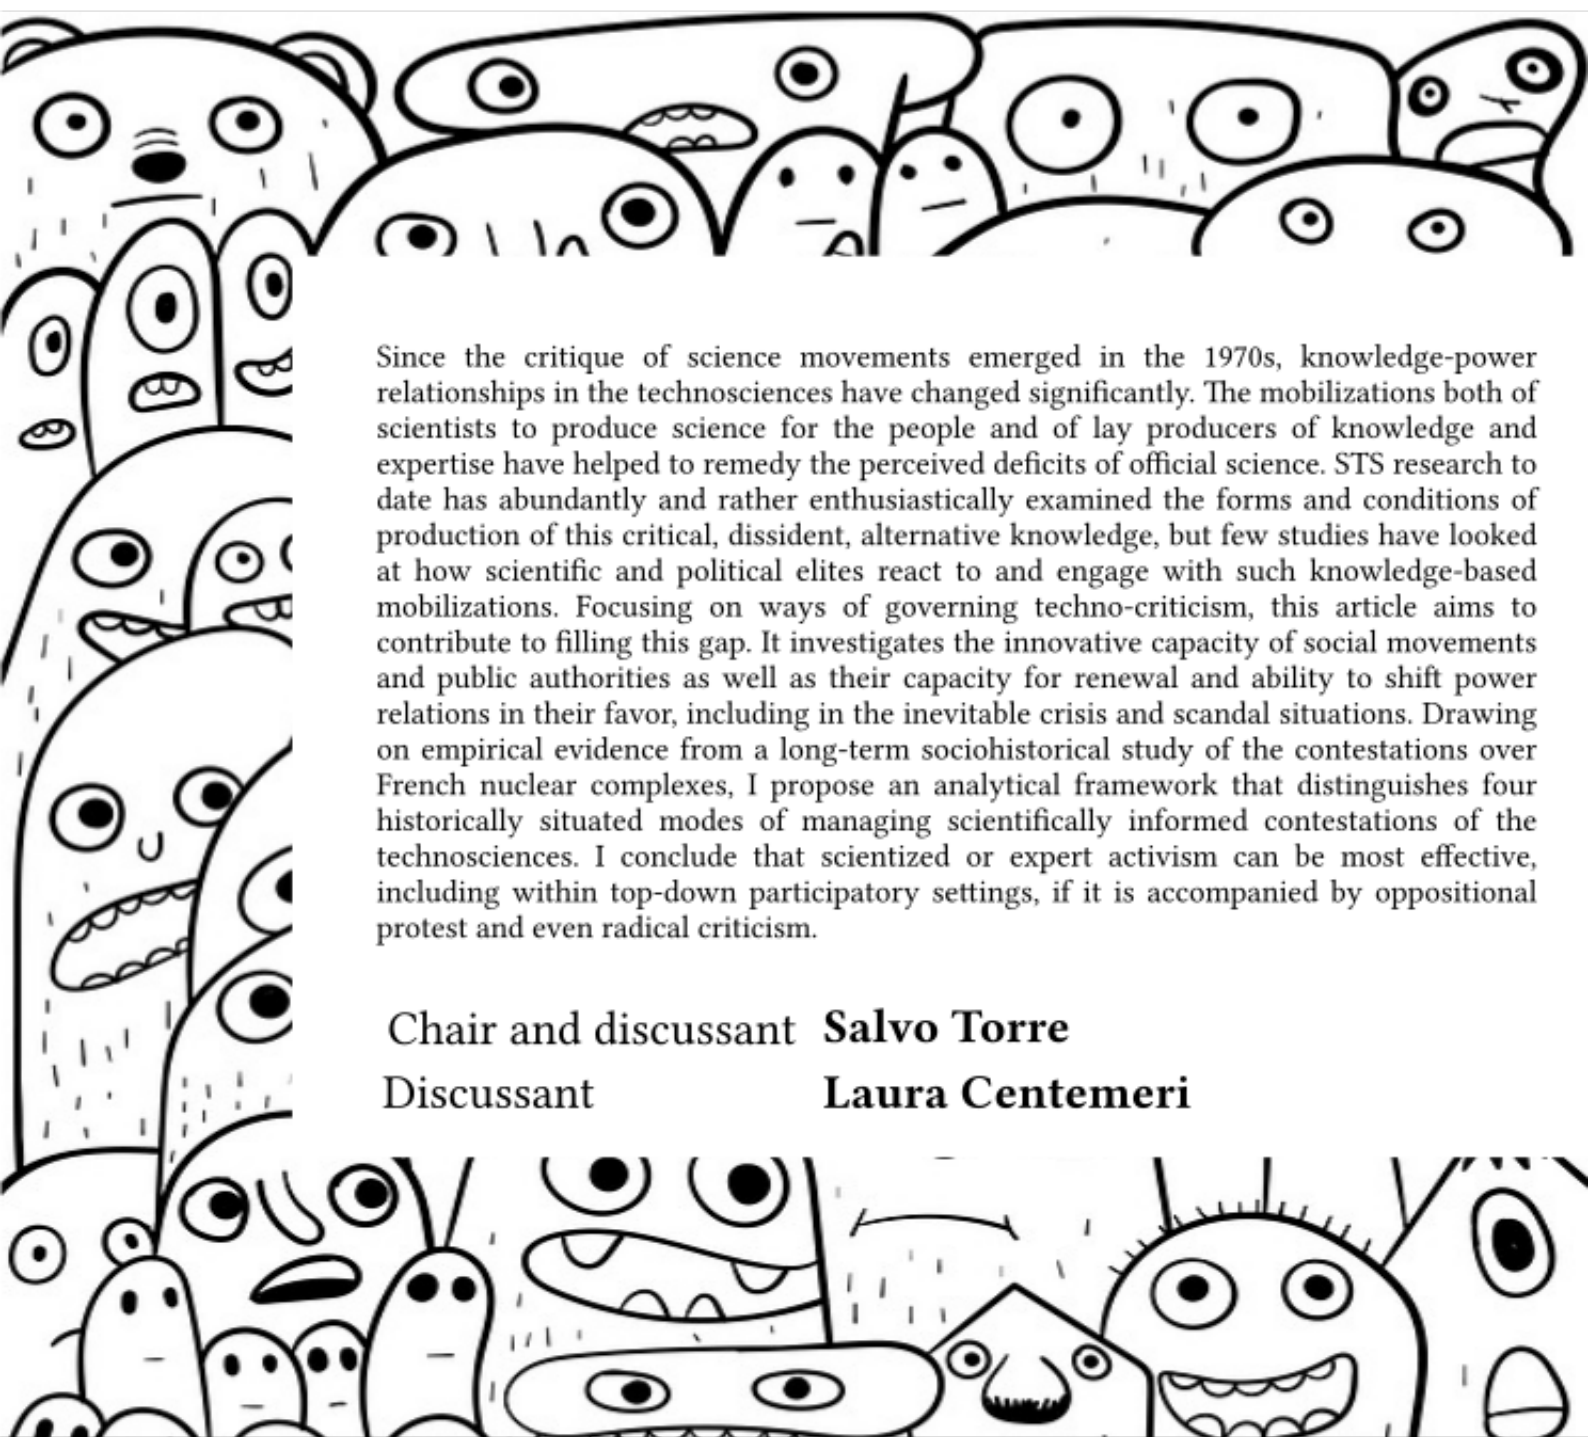 Since the critique of science movements emerged in the 1970s, knowledge-power
relationships in the technosciences have changed significantly. The mobilizations both of
scientists to produce science for the people and of lay producers of knowledge and
expertise have helped to remedy the perceived deficits of official science. STS research to
date has abundantly and rather enthusiastically examined the forms and conditions of
production of this critical, dissident, alternative knowledge, but few studies have looked
at how scientific and political elites react to and engage with such knowledge-based
mobilizations. Focusing on ways of governing techno-criticism, this article aims to
contribute to filling this gap. It investigates the innovative capacity of social movements
and public authorities as well as their capacity for renewal and ability to shift power
relations in their favor, including in the inevitable crisis and scandal situations. Drawing
on empirical evidence from a long-term sociohistorical study of the contestations over
French nuclear complexes, I propose an analytical framework that distinguishes four
historically situated modes of managing scientifically informed contestations of the
technosciences. I conclude that scientized or expert activism can be most effective,
including within top-down participatory settings, if it is accompanied by oppositional
protest and even radical criticism.
Chair and discussant Salvo Torre
Discussant Laura Centemeri